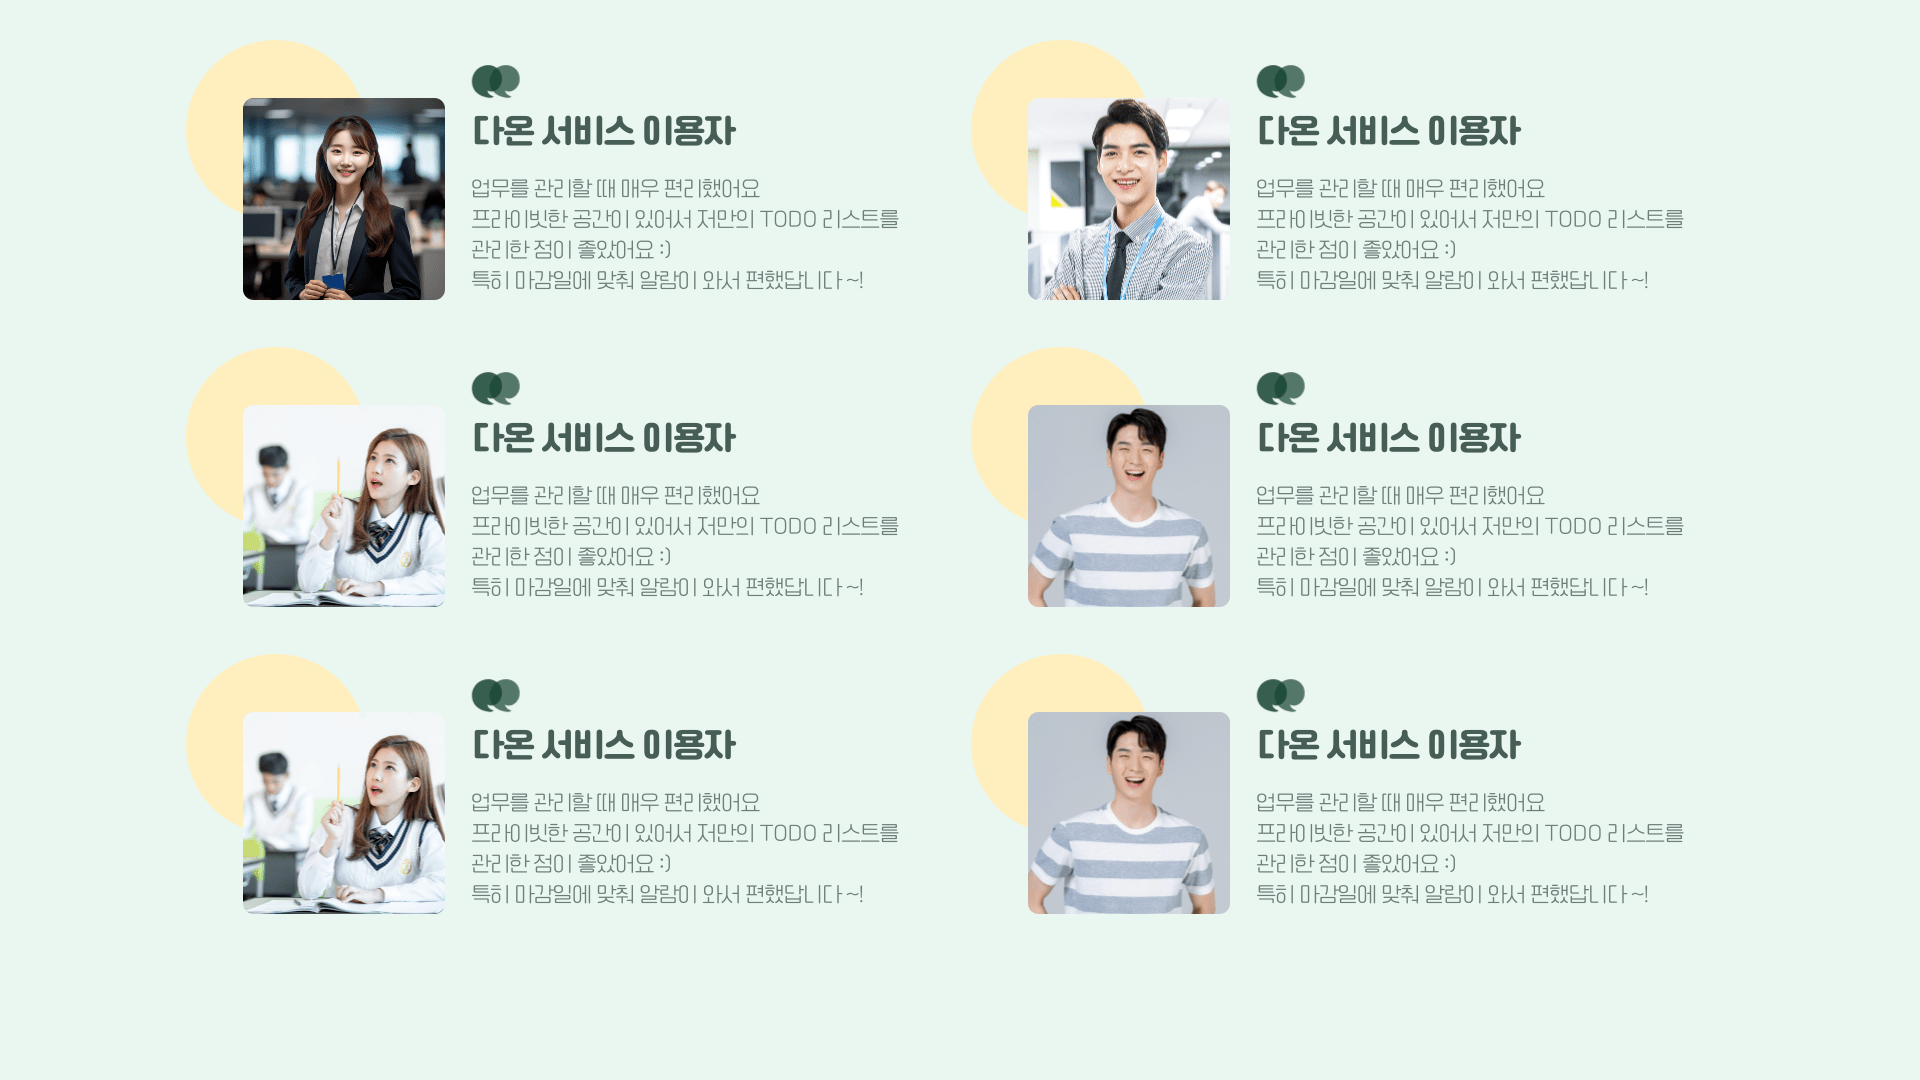 다온 서비스 이용자
업무를 관리할 때 매우 편리했어요
프라이빗한 공간이 있어서 저만의 TODO 리스트를
관리한 점이 좋았어요 :)
특히 마감일에 맞춰 알람이 와서 편했답니다 ~!
다온 서비스 이용자
업무를 관리할 때 매우 편리했어요
프라이빗한 공간이 있어서 저만의 TODO 리스트를
관리한 점이 좋았어요 :)
특히 마감일에 맞춰 알람이 와서 편했답니다 ~!
다온 서비스 이용자
업무를 관리할 때 매우 편리했어요
프라이빗한 공간이 있어서 저만의 TODO 리스트를
관리한 점이 좋았어요 :)
특히 마감일에 맞춰 알람이 와서 편했답니다 ~!
다온 서비스 이용자
업무를 관리할 때 매우 편리했어요
프라이빗한 공간이 있어서 저만의 TODO 리스트를
관리한 점이 좋았어요 :)
특히 마감일에 맞춰 알람이 와서 편했답니다 ~!
다온 서비스 이용자
업무를 관리할 때 매우 편리했어요
프라이빗한 공간이 있어서 저만의 TODO 리스트를
관리한 점이 좋았어요 :)
특히 마감일에 맞춰 알람이 와서 편했답니다 ~!
다온 서비스 이용자
업무를 관리할 때 매우 편리했어요
프라이빗한 공간이 있어서 저만의 TODO 리스트를
관리한 점이 좋았어요 :)
특히 마감일에 맞춰 알람이 와서 편했답니다 ~!